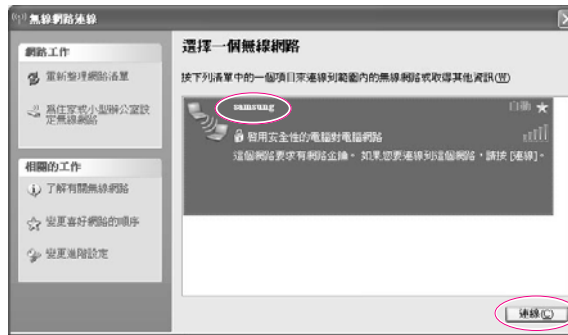 無線網路連線
網路工作
重新整理網路清單
為住家或小型辦公室設
定無線網路
相關的工作
了解有關無線網路
變更喜好網路的順序
變更進階設定
選擇一個無線網路
按下列清單中的一個項目來連線到範圍內的無線網路或取得其他資訊(W)
samsung
自動
啟用安全性的電腦對電腦網路
這個網路要求有網路金鑰。如果您要連線到這個網路，請按 [連線]。
連線(C)